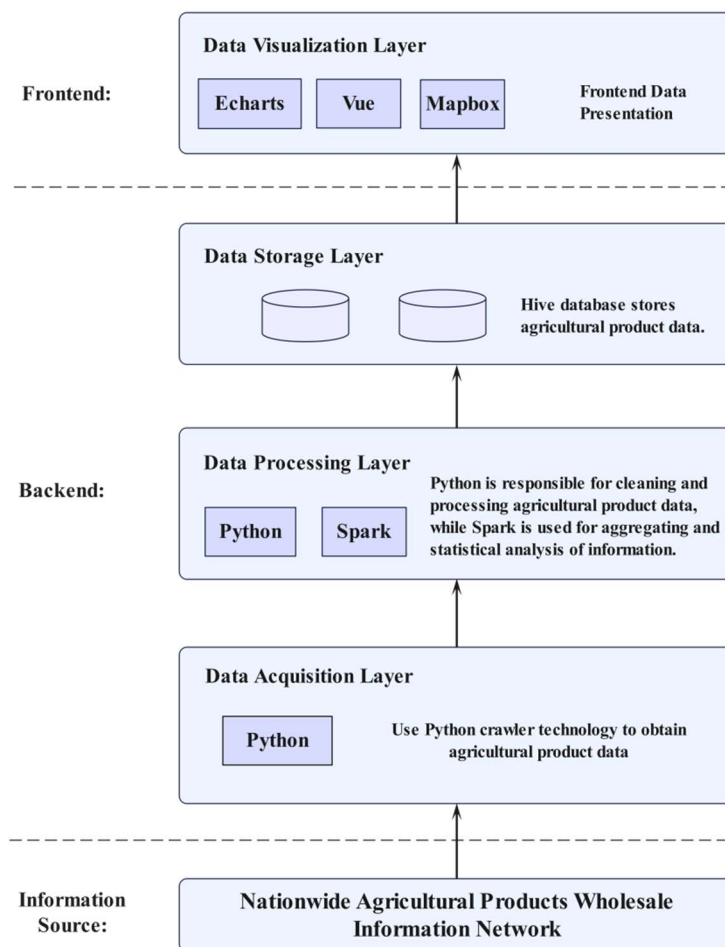 Data Visualization Layer
Frontend:
Echarts
Vue
Mapbox
Frontend Data
Presentation
Data Storage Layer
Hive database stores
agricultural product data.
Backend:
Data Processing Layer
Python
Spark
Python is responsible for cleaning and
processing agricultural product data,
while Spark is used for aggregating and
statistical analysis of information.
Data Acquisition Layer
Python
Use Python crawler technology to obtain
agricultural product data
Information
Source:
Nationwide Agricultural Products Wholesale
Information Network